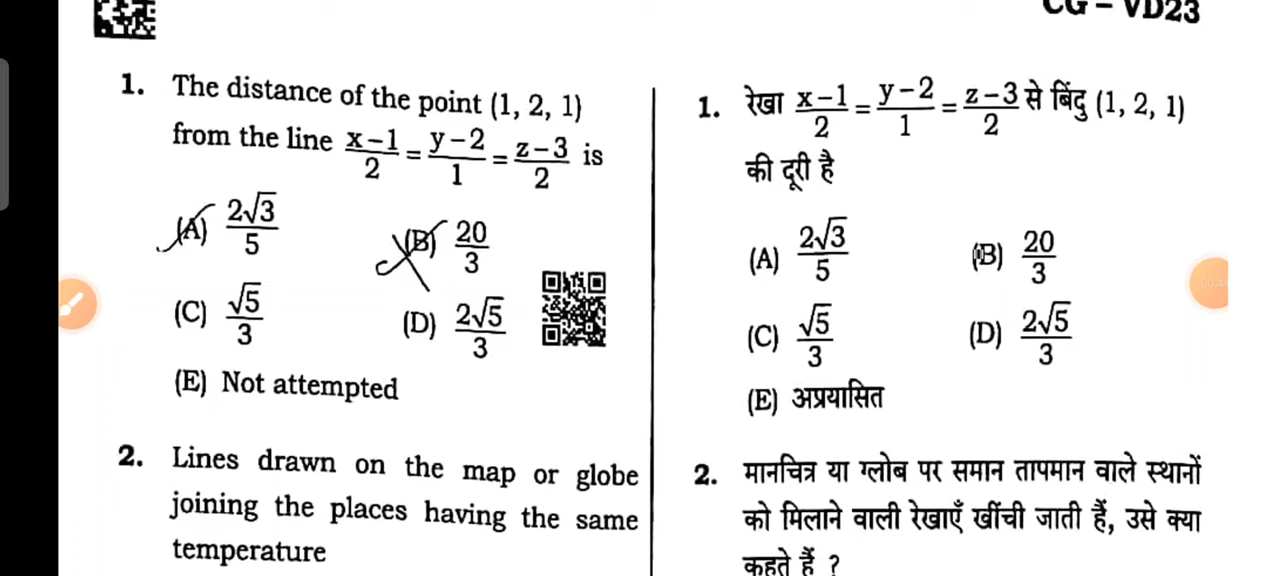 CG – VD23
1. The distance of the point (1, 2, 1)
from the line x−1/2 = y−2/1 = z−3/2 is
(A) 2√3/5
(B) 20/3
(C) √5/3
(D) 2√5/3
(E) Not attempted
2. Lines drawn on the map or globe
joining the places having the same
temperature
1. रेखा x−1/2 = y−2/1 = z−3/2 से बिंदु (1, 2, 1)
की दूरी है
(A) 2√3/5
(B) 20/3
(C) √5/3
(D) 2√5/3
(E) अप्रयासित
2. मानचित्र या ग्लोब पर समान तापमान वाले स्थानों
को मिलाने वाली रेखाएँ खींची जाती हैं, उसे क्या
कहते हैं ?